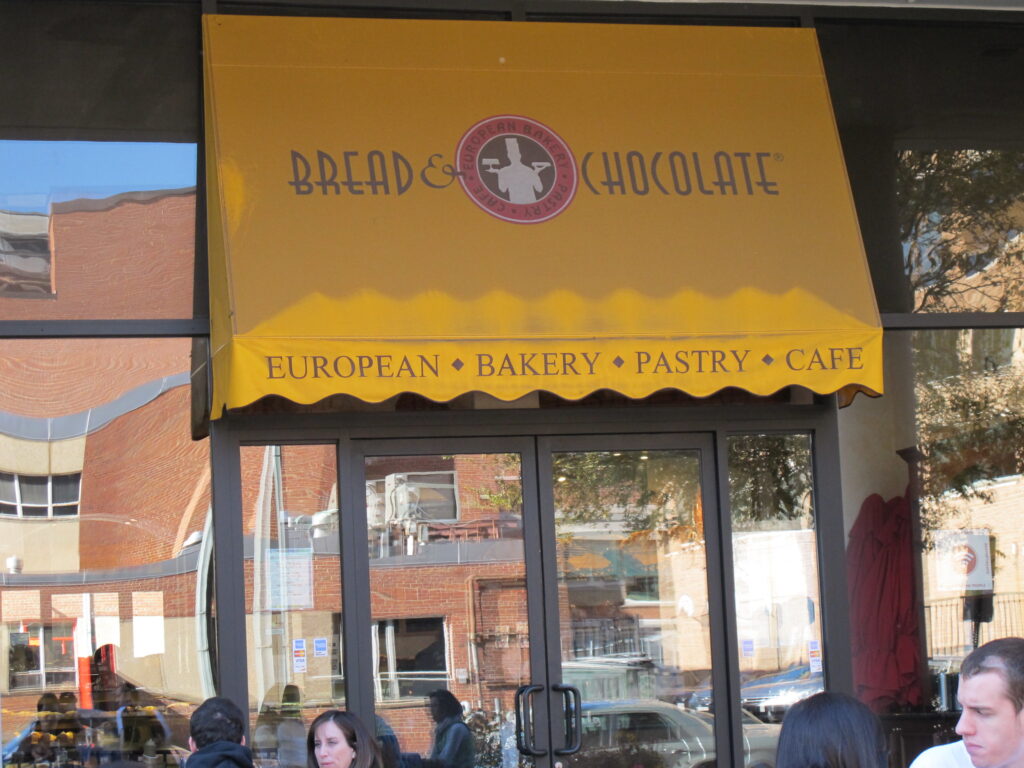 BREAD & CHOCOLATE®
EUROPEAN BAKERY • PASTRY • CAFE •
EUROPEAN ◆ BAKERY ◆ PASTRY ◆ CAFE